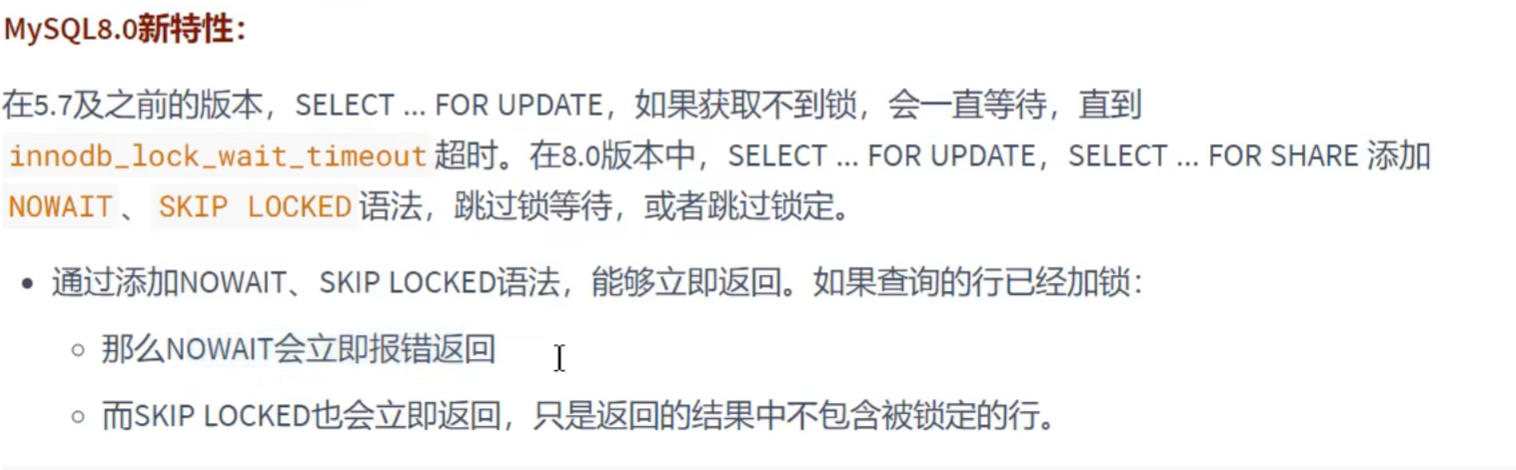 MySQL8.0新特性：
在5.7及之前的版本，SELECT ... FOR UPDATE，如果获取不到锁，会一直等待，直到
innodb_lock_wait_timeout 超时。在8.0版本中，SELECT ... FOR UPDATE，SELECT ... FOR SHARE 添加
NOWAIT 、 SKIP LOCKED 语法，跳过锁等待，或者跳过锁定。
• 通过添加NOWAIT、SKIP LOCKED语法，能够立即返回。如果查询的行已经加锁：
○ 那么NOWAIT会立即报错返回
○ 而SKIP LOCKED也会立即返回，只是返回的结果中不包含被锁定的行。